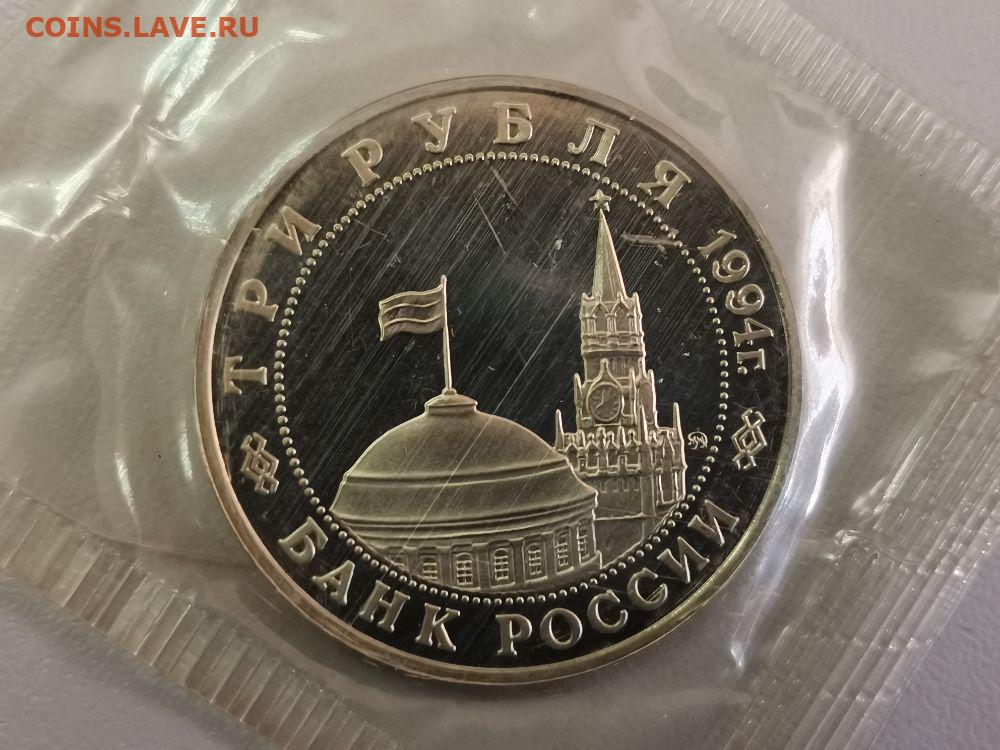 COINS.LAVE.RU
ТРИ РУБЛЯ 1994г.
БАНК РОССИИ